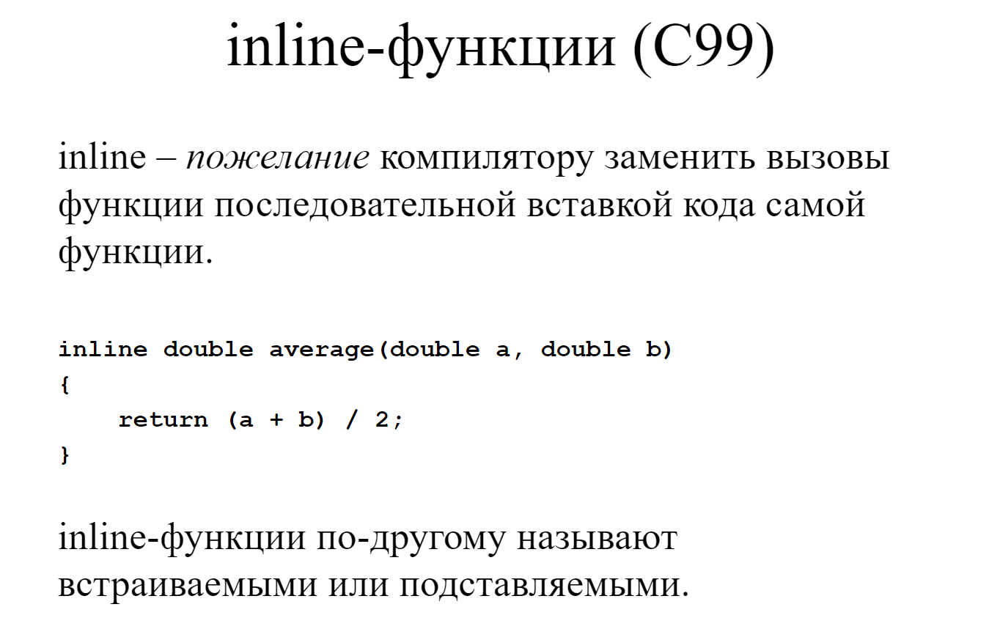 inline-функции (C99)
inline – пожелание компилятору заменить вызовы
функции последовательной вставкой кода самой
функции.
inline double average(double a, double b)
{
    return (a + b) / 2;
}
inline-функции по-другому называют
встраиваемыми или подставляемыми.